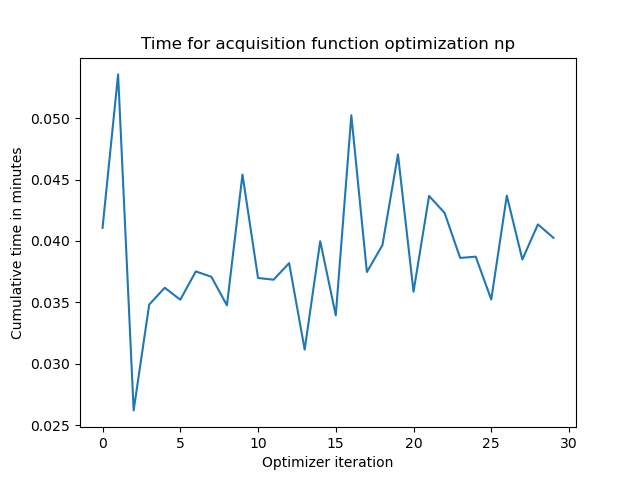 Time for acquisition function optimization np
Cumulative time in minutes
0.050
0.045
0.040
0.035
0.030
0.025
0 5 10 15 20 25 30
Optimizer iteration